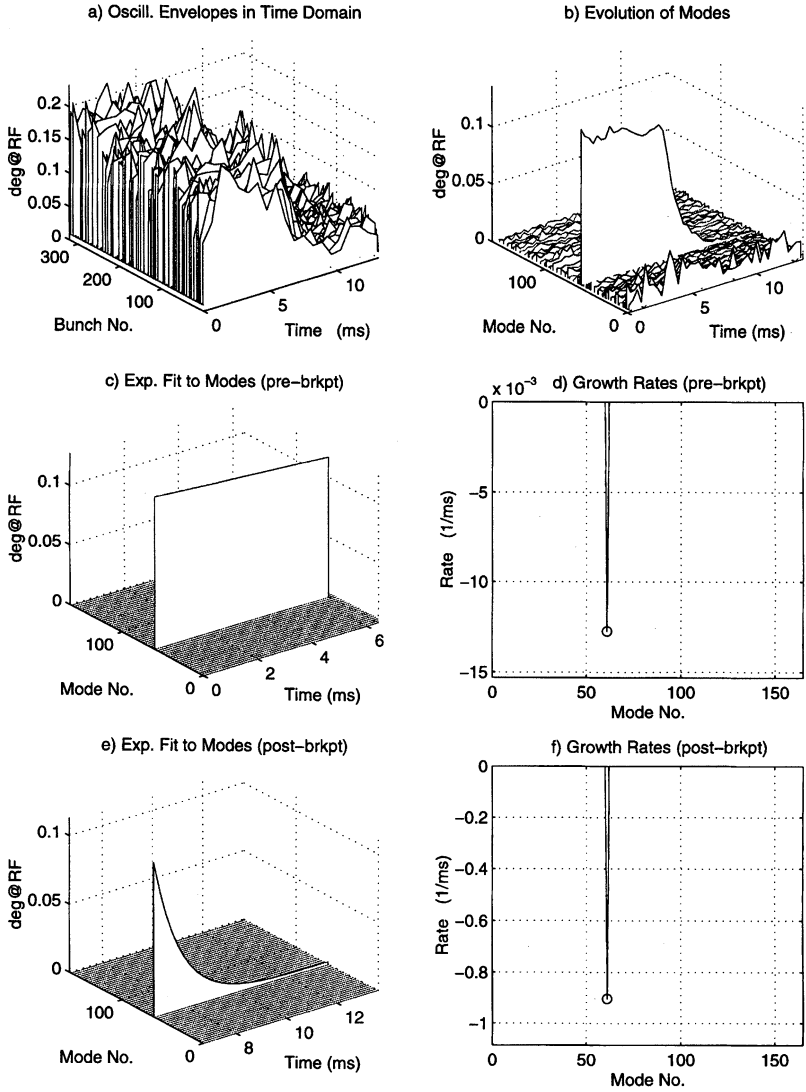 a) Oscill. Envelopes in Time Domain
deg@RF
0.2
0.15
0.1
0.05
0
300
200
100
0
5
10
Bunch No.
Time (ms)
b) Evolution of Modes
deg@RF
0.1
0.05
0
100
0
0
5
10
Mode No.
Time (ms)
c) Exp. Fit to Modes (pre−brkpt)
deg@RF
0.1
0.05
0
100
0
0
2
4
6
Mode No.
Time (ms)
x 10⁻³ d) Growth Rates (pre−brkpt)
Rate (1/ms)
0
−5
−10
−15
0
50
100
150
Mode No.
e) Exp. Fit to Modes (post−brkpt)
deg@RF
0.1
0.05
0
100
0
8
10
12
Mode No.
Time (ms)
f) Growth Rates (post−brkpt)
Rate (1/ms)
0
−0.2
−0.4
−0.6
−0.8
−1
0
50
100
150
Mode No.